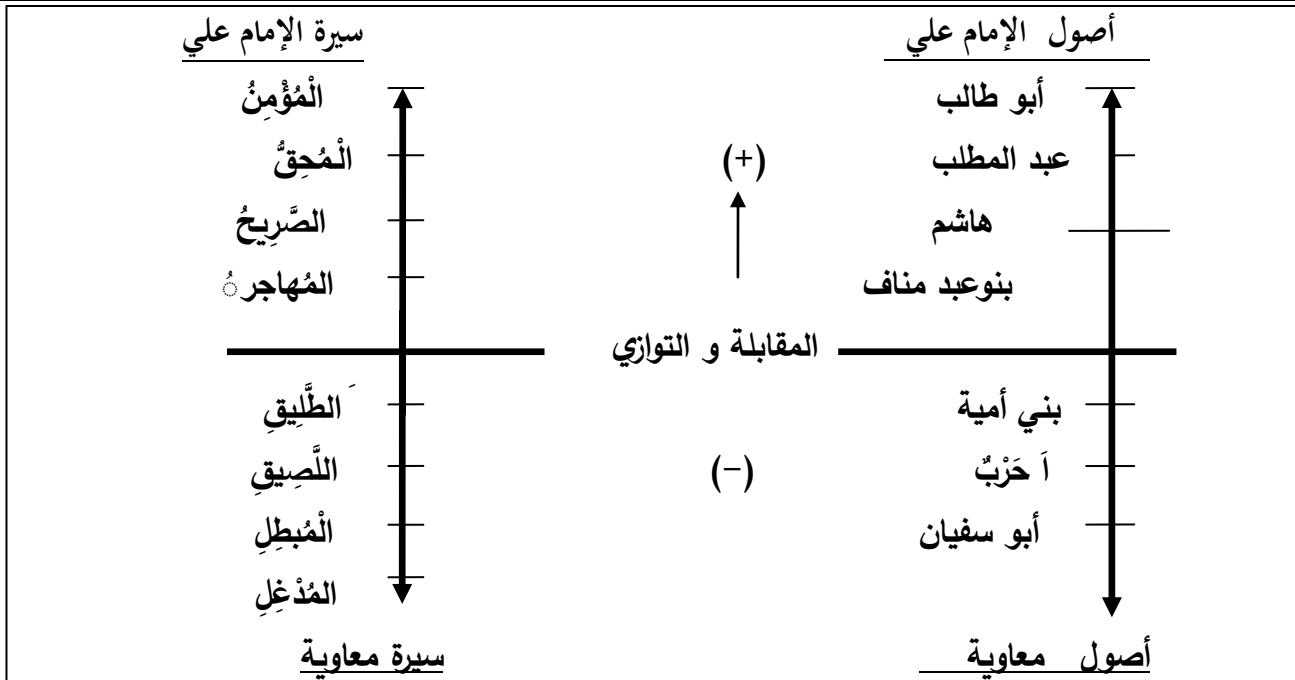 أصول الإمام علي
سيرة الإمام علي
أبو طالب
الْمُؤْمِنُ
عبد المطلب
(+)
الْمُحِقُّ
هاشم
الصَّرِيحُ
بنوعبد مناف
المُهاجر ُ
المقابلة و التوازي
بني أمية
َ الطَّلِيقِ
اَ حَرْبٌ
(−)
اللَّصِيقِ
أبو سفيان
الْمُبطِلِ
المُدْغِلِ
أصول معاوية
سيرة معاوية